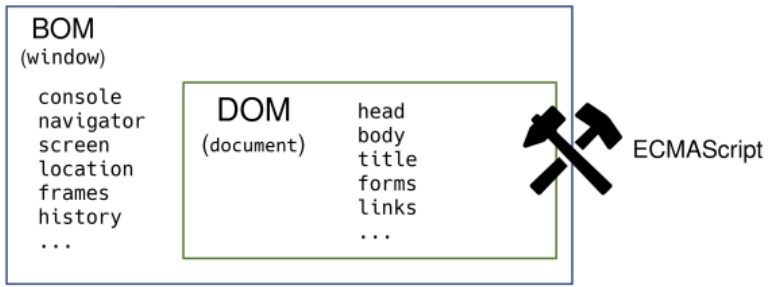 BOM
(window)
console
navigator
screen
location
frames
history
...
DOM
(document)
head
body
title
forms
links
...
ECMAScript